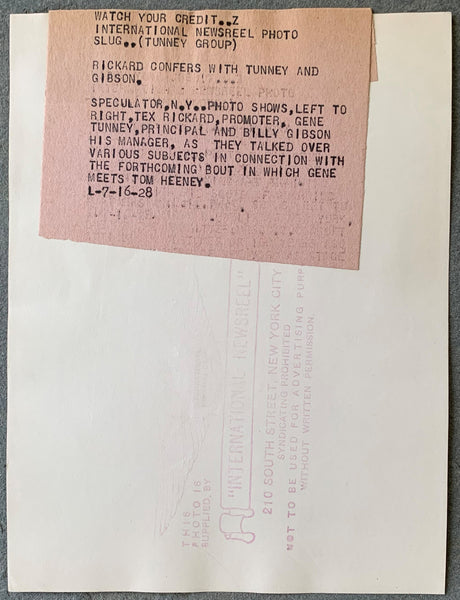 WATCH YOUR CREDIT..Z
INTERNATIONAL NEWSREEL PHOTO
SLUG..(TUNNEY GROUP)
RICKARD CONFERS WITH TUNNEY AND
GIBSON.
SPECULATOR,N.Y..PHOTO SHOWS,LEFT TO
RIGHT,TEX RICKARD,PROMOTER, GENE
TUNNEY,PRINCIPAL AND BILLY GIBSON
HIS MANAGER, AS THEY TALKED OVER
VARIOUS SUBJECTS IN CONNECTION WITH
THE FORTHCOMING BOUT IN WHICH GENE
MEETS TOM HEENEY.
L-7-16-28
THIS
PHOTO IS
SUPPLIED BY
"INTERNATIONAL NEWSREEL"
210 SOUTH STREET, NEW YORK CITY
SYNDICATING PROHIBITED
NOT TO BE USED FOR ADVERTISING PURP
WITHOUT WRITTEN PERMISSION.